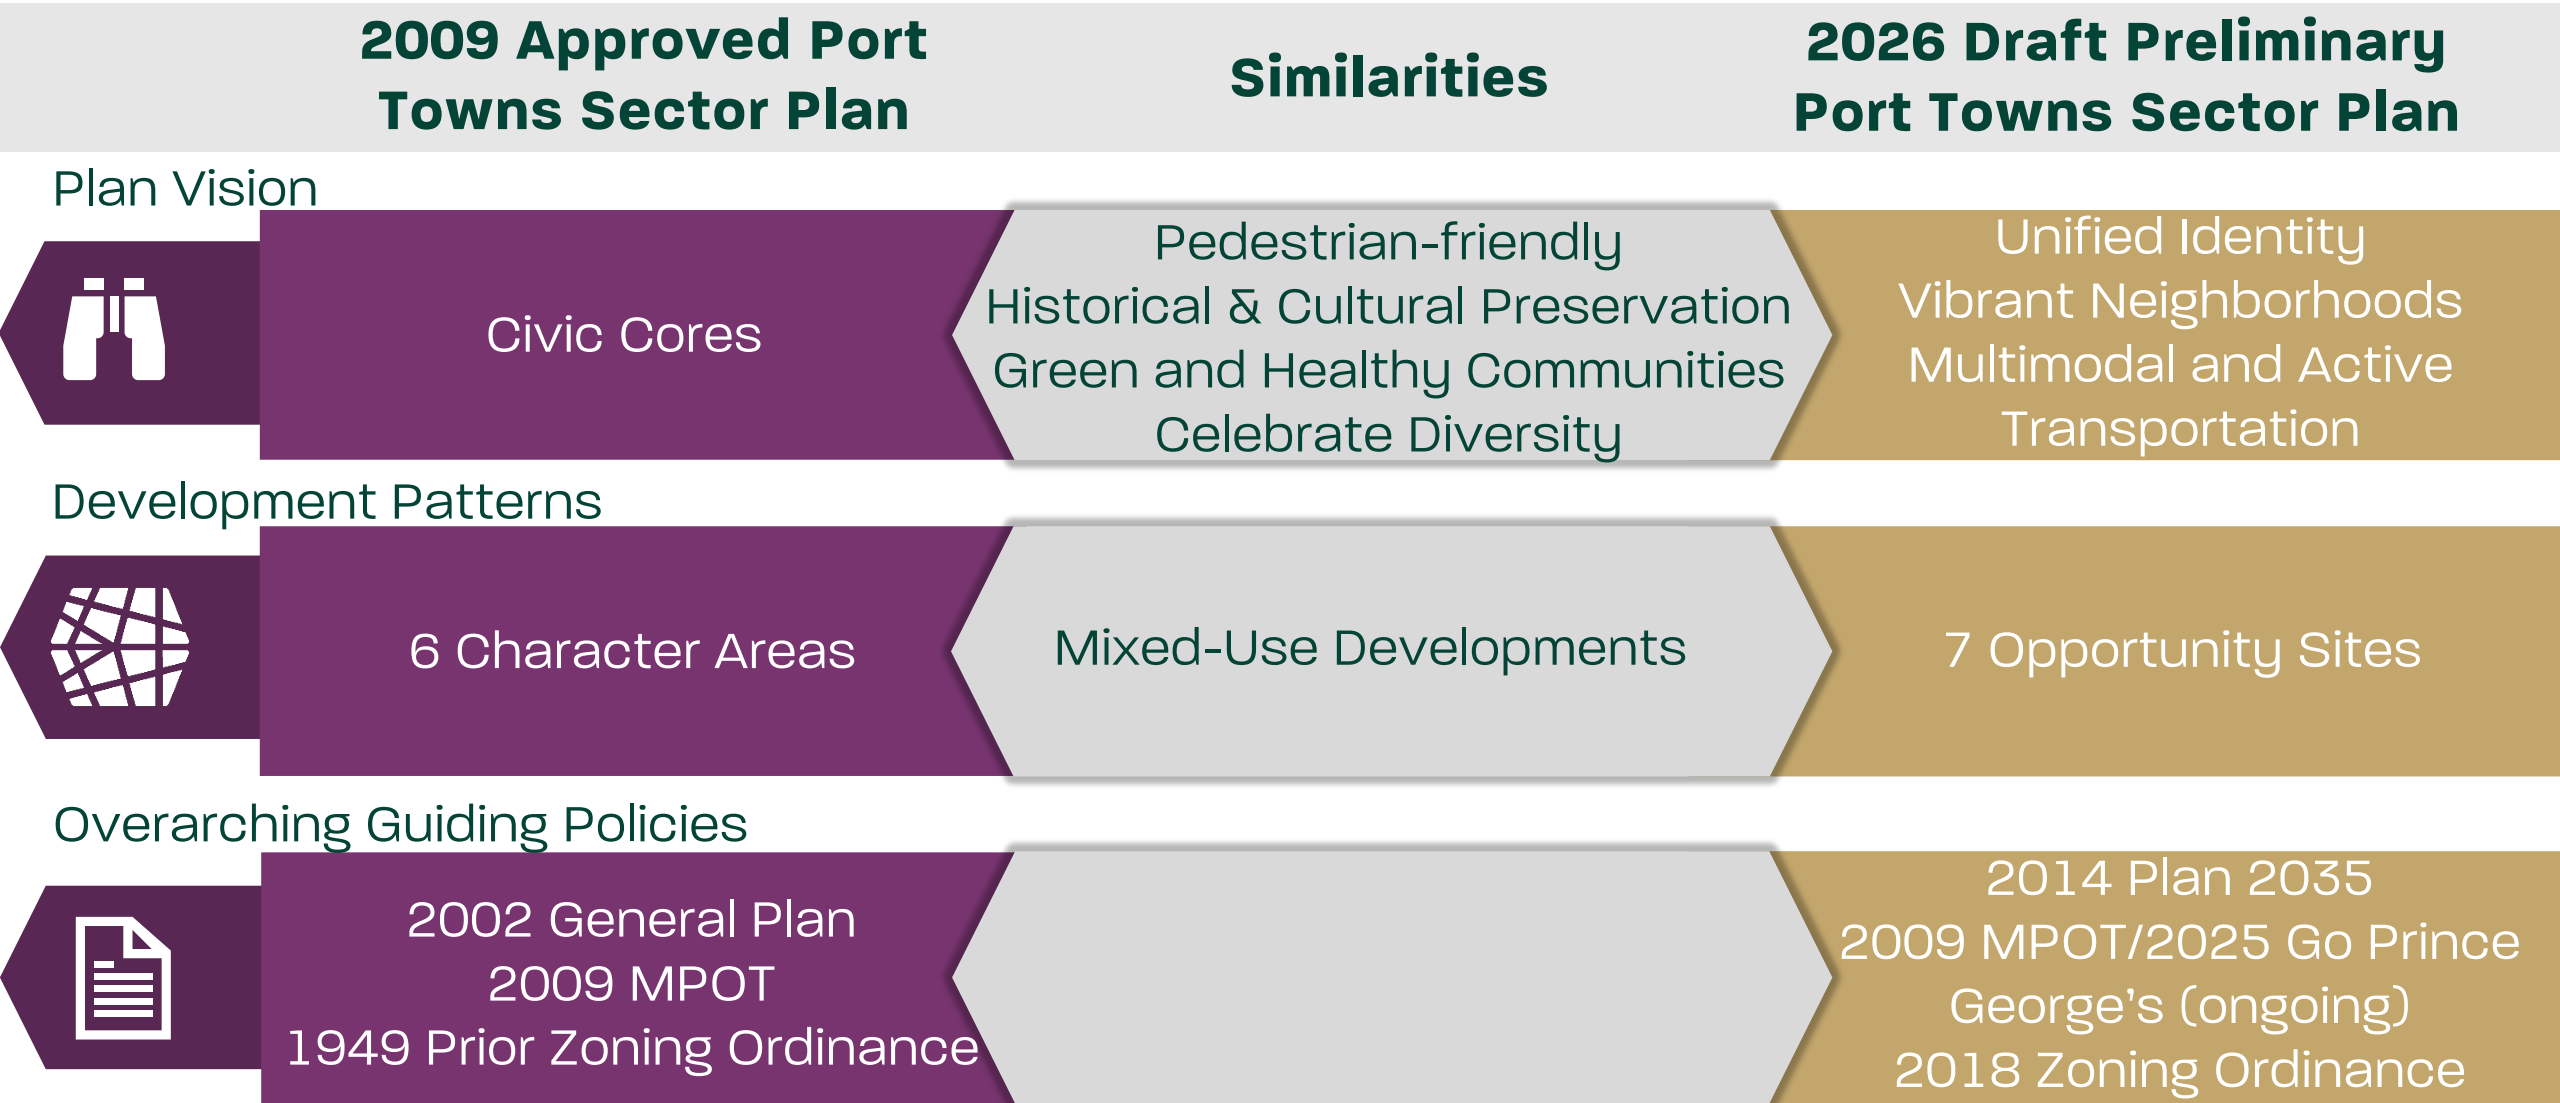 2009 Approved Port
Towns Sector Plan
Similarities
2026 Draft Preliminary
Port Towns Sector Plan
Plan Vision
Civic Cores
Pedestrian-friendly
Historical & Cultural Preservation
Green and Healthy Communities
Celebrate Diversity
Unified Identity
Vibrant Neighborhoods
Multimodal and Active
Transportation
Development Patterns
6 Character Areas
Mixed-Use Developments
7 Opportunity Sites
Overarching Guiding Policies
2002 General Plan
2009 MPOT
1949 Prior Zoning Ordinance
2014 Plan 2035
2009 MPOT/2025 Go Prince
George’s (ongoing)
2018 Zoning Ordinance